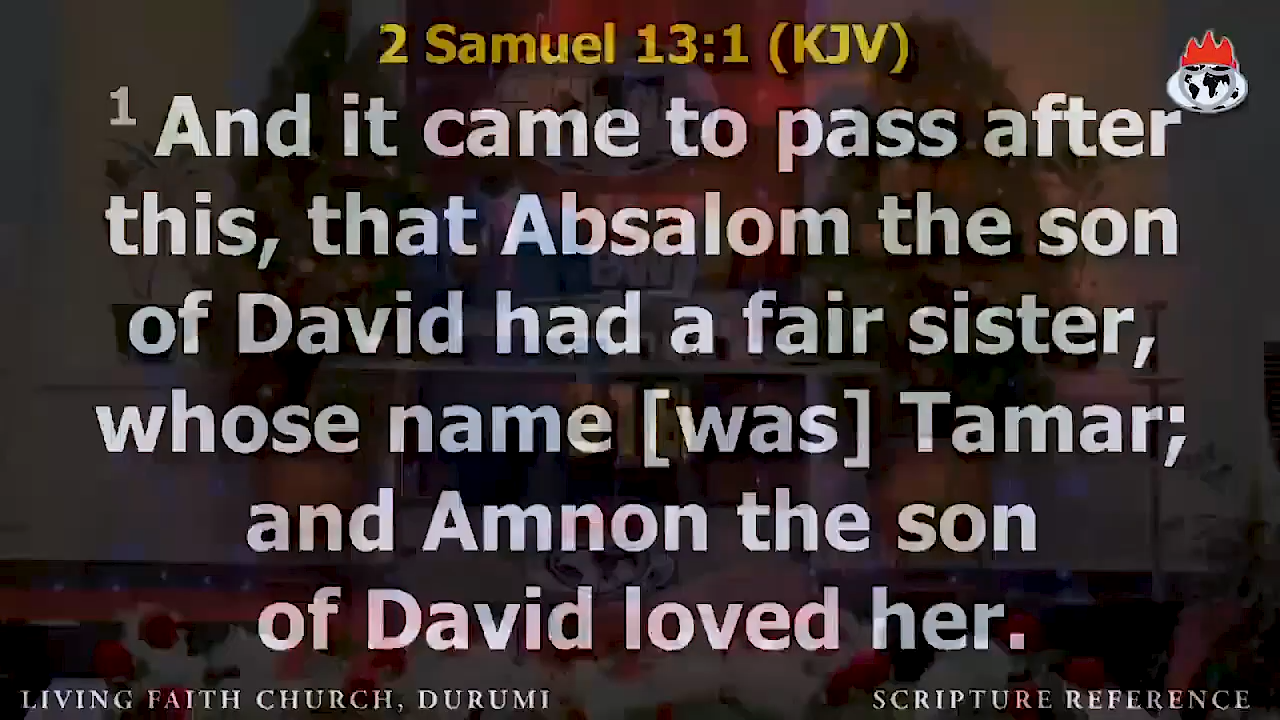 2 Samuel 13:1 (KJV)
1 And it came to pass after
this, that Absalom the son
of David had a fair sister,
whose name [was] Tamar;
and Amnon the son
of David loved her.
LIVING FAITH CHURCH, DURUMI
SCRIPTURE REFERENCE